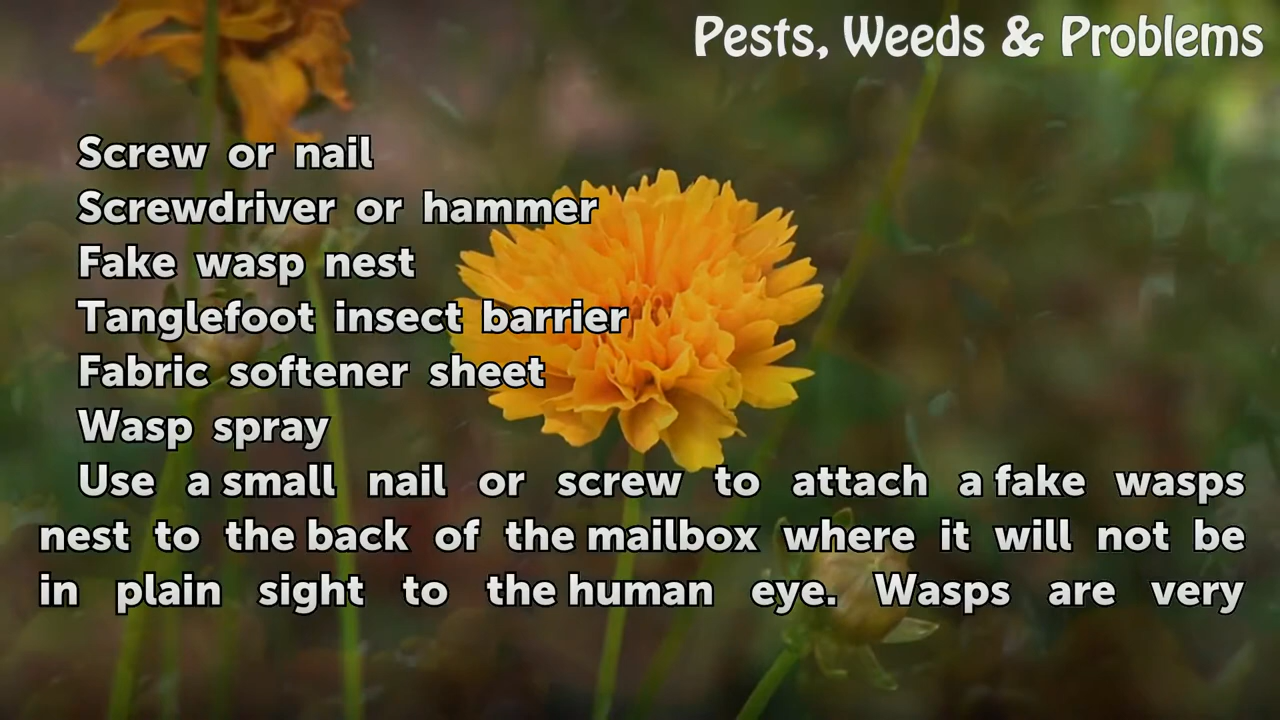 Pests, Weeds & Problems
Screw or nail
Screwdriver or hammer
Fake wasp nest
Tanglefoot insect barrier
Fabric softener sheet
Wasp spray
Use a small nail or screw to attach a fake wasps
nest to the back of the mailbox where it will not be
in plain sight to the human eye. Wasps are very